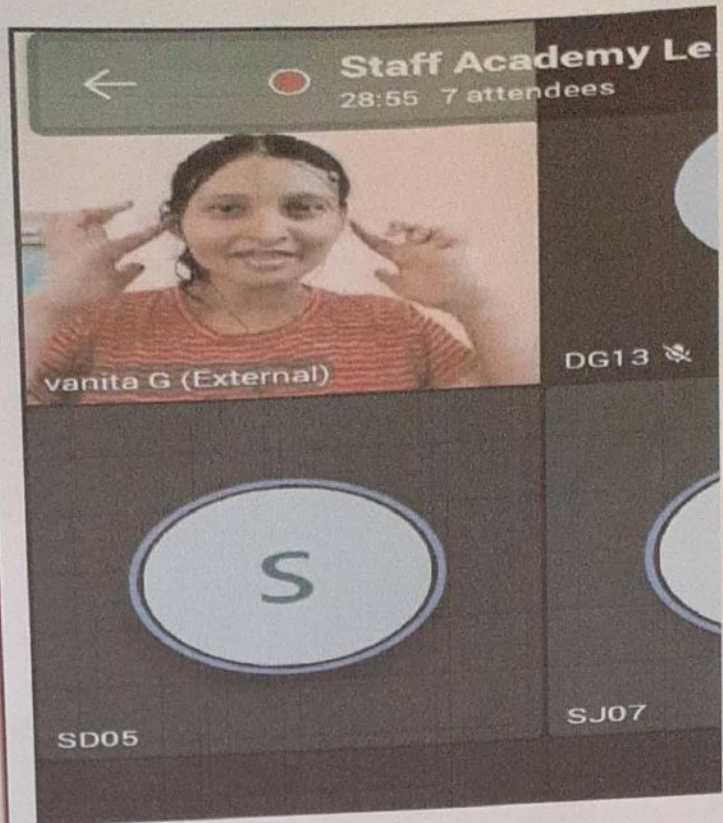 Staff Academy Le
28:55 7 attendees
vanita G (External)
DG13
S
SD05
SJ07